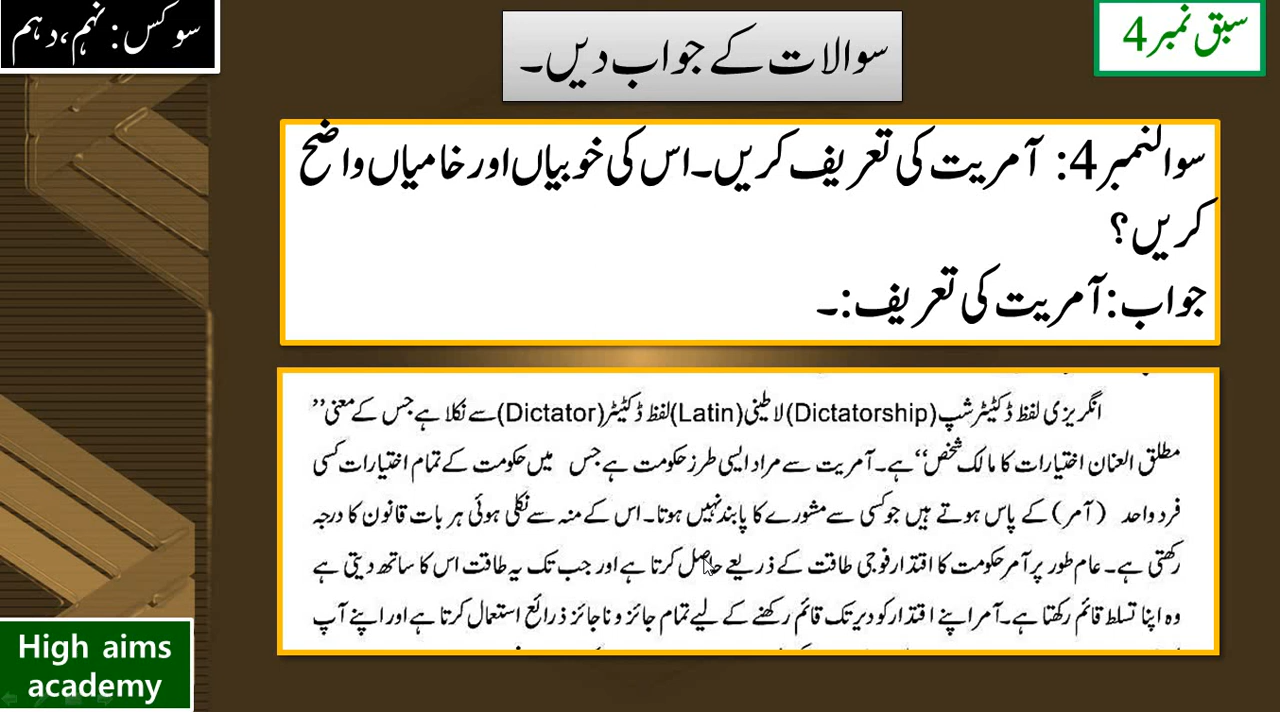 سوکس: نہم،دہم
سبق نمبر4
سوالات کے جواب دیں۔
سوالنمبر4: آمریت کی تعریف کریں۔اس کی خوبیاں اور خامیاں واضح
کریں؟
جواب:آمریت کی تعریف:۔
انگریزی لفظ ڈکٹیٹرشپ(Dictatorship)لاطینی(Latin)لفظ ڈکٹیٹر(Dictator)سے نکلا ہے جس کے معنی”
مطلق العنان اختیارات کا مالک شخص“ ہے۔ آمریت سے مراد ایسی طرز حکومت ہے جس میں حکومت کے تمام اختیارات کسی
فرد واحد (آمر) کے پاس ہوتے ہیں جو کسی سے مشورے کا پابند نہیں ہوتا۔ اس کے منہ سے نکلی ہوئی ہر بات قانون کا درجہ
رکھتی ہے۔ عام طور پر آمر حکومت کا اقتدار فوجی طاقت کے ذریعے حاصل کرتا ہے اور جب تک یہ طاقت اس کا ساتھ دیتی ہے
وہ اپنا تسلط قائم رکھتا ہے۔ آمر اپنے اقتدار کو دیر تک قائم رکھنے کے لیے تمام جائز و ناجائز ذرائع استعمال کرتا ہے اور اپنے آپ
High aims
academy